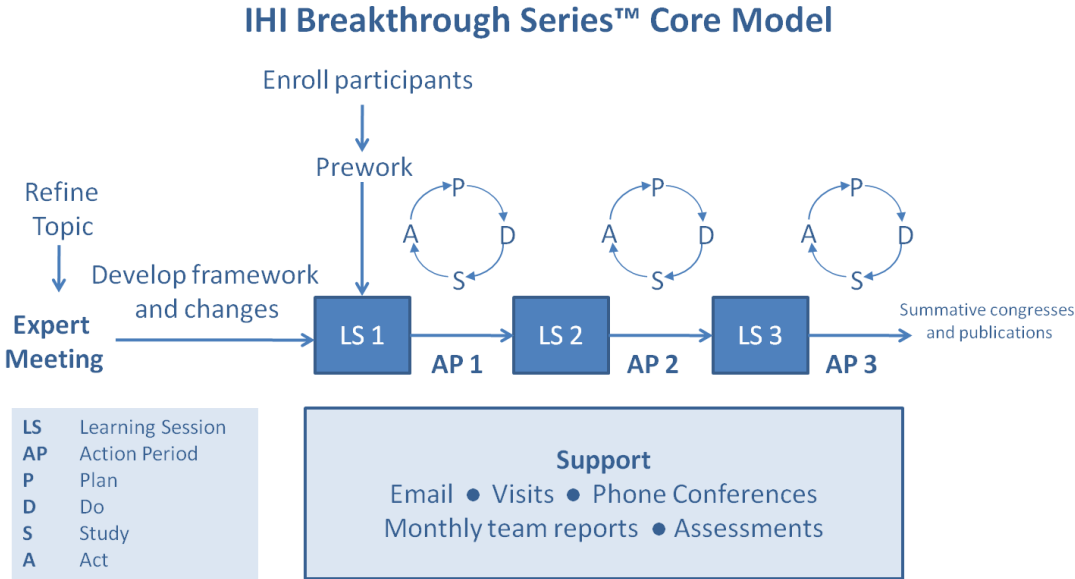 IHI Breakthrough Series™ Core Model
Enroll participants
Prework
Refine
Topic
Develop framework
and changes
Expert
Meeting
P
A D
S
P
A D
S
P
A D
S
LS 1
AP 1
LS 2
AP 2
LS 3
AP 3
Summative congresses
and publications
LS Learning Session
AP Action Period
P Plan
D Do
S Study
A Act
Support
Email ● Visits ● Phone Conferences
Monthly team reports ● Assessments